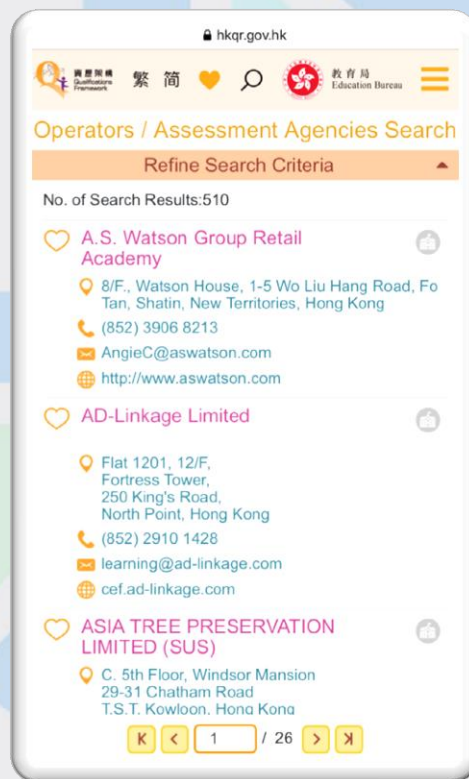 hkqr.gov.hk
資歷架構
Qualifications
Framework
繁 简
教育局
Education Bureau
Operators / Assessment Agencies Search
Refine Search Criteria
No. of Search Results:510
A.S. Watson Group Retail
Academy
8/F., Watson House, 1-5 Wo Liu Hang Road, Fo
Tan, Shatin, New Territories, Hong Kong
(852) 3906 8213
AngieC@aswatson.com
http://www.aswatson.com
AD-Linkage Limited
Flat 1201, 12/F,
Fortress Tower,
250 King's Road,
North Point, Hong Kong
(852) 2910 1428
learning@ad-linkage.com
cef.ad-linkage.com
ASIA TREE PRESERVATION
LIMITED (SUS)
C. 5th Floor, Windsor Mansion
29-31 Chatham Road
T.S.T. Kowloon, Hong Kong
1 / 26